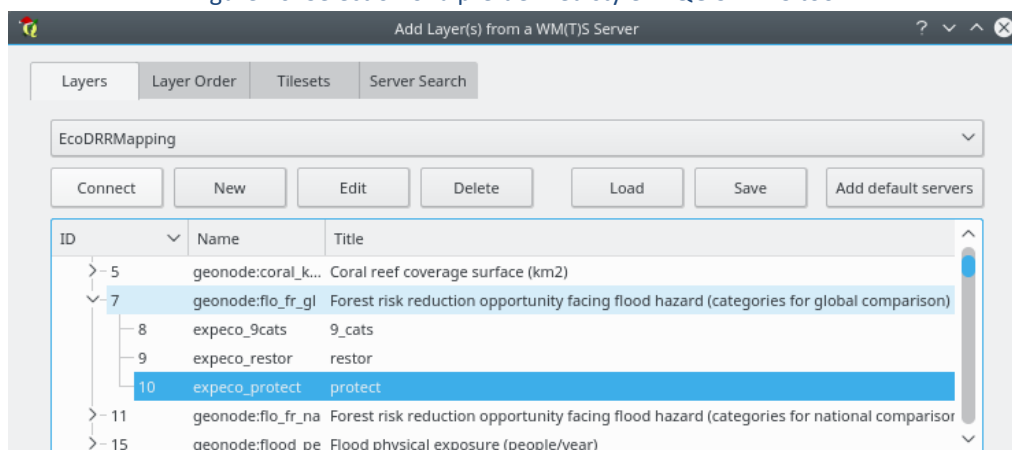 Add Layer(s) from a WM(T)S Server
Layers Layer Order Tilesets Server Search
EcoDRRMapping
Connect New Edit Delete Load Save Add default servers
ID Name Title
5 geonode:coral_k... Coral reef coverage surface (km2)
7 geonode:flo_fr_gl Forest risk reduction opportunity facing flood hazard (categories for global comparison)
8 expeco_9cats 9_cats
9 expeco_restor restor
10 expeco_protect protect
11 geonode:flo_fr_na Forest risk reduction opportunity facing flood hazard (categories for national comparison
15 geonode:flood_pe Flood physical exposure (people/year)